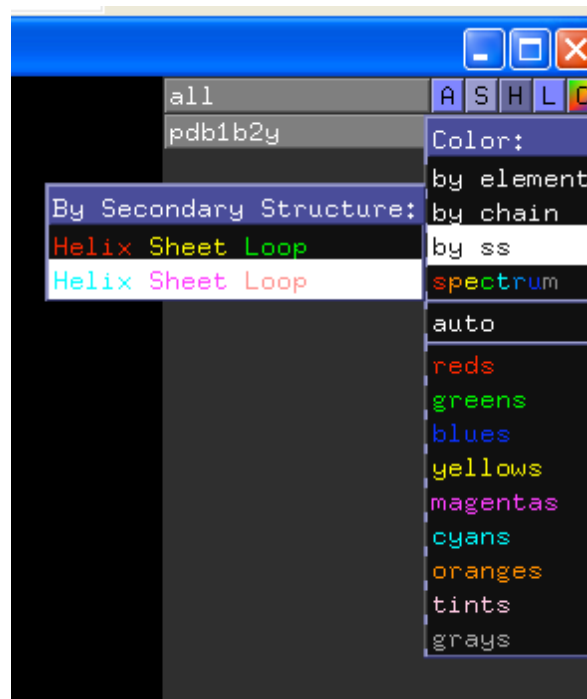 all A S H L C
pdb1b2y
Color:
by element
by chain
by ss
spectrum
auto
reds
greens
blues
yellows
magentas
cyans
oranges
tints
grays
By Secondary Structure:
Helix Sheet Loop
Helix Sheet Loop